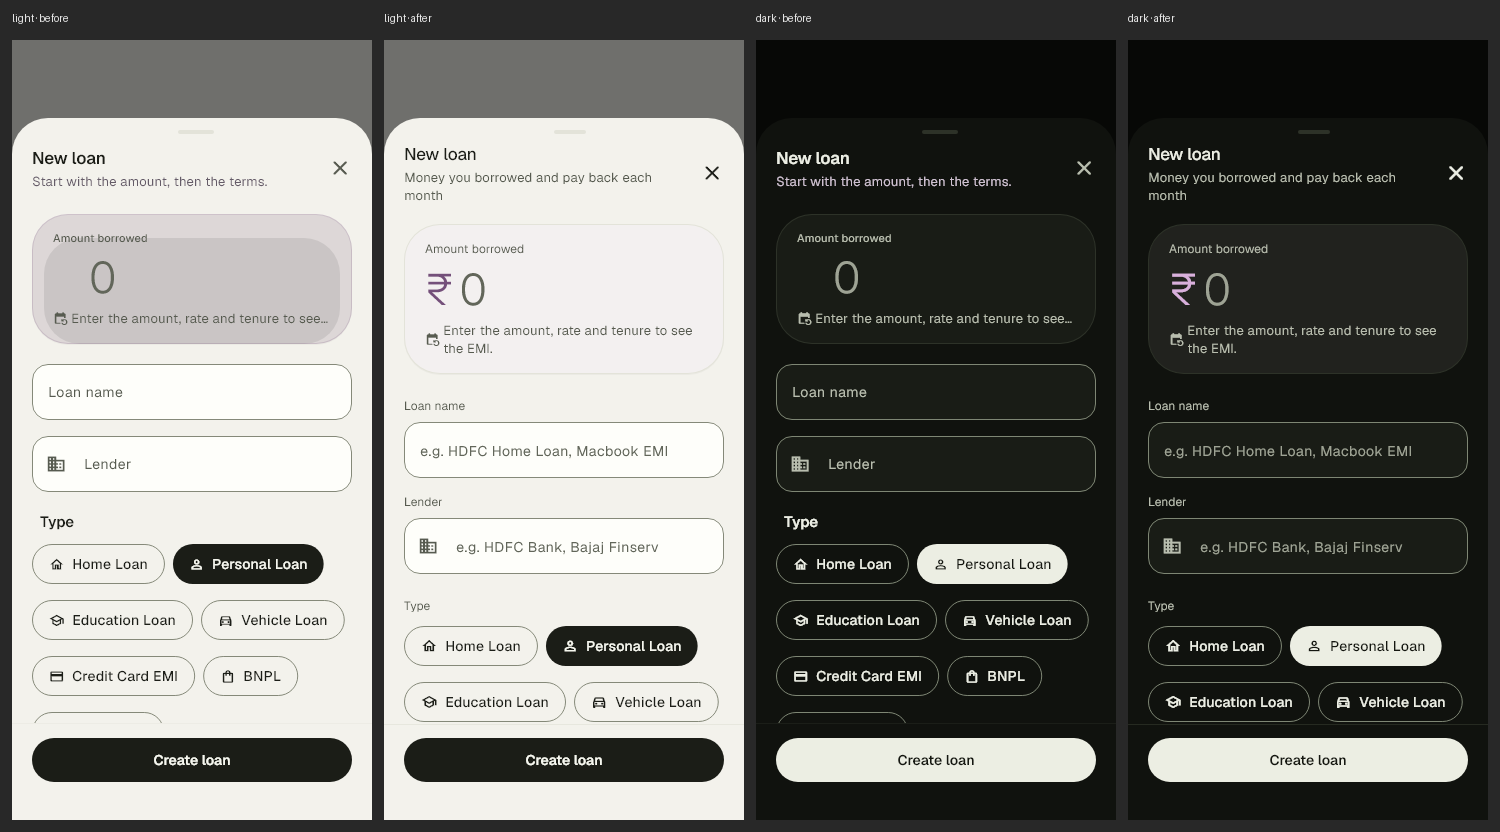 light·before
New loan
Start with the amount, then the terms.
Amount borrowed
0
Enter the amount, rate and tenure to see…
Loan name
Lender
Type
Home Loan
Personal Loan
Education Loan
Vehicle Loan
Credit Card EMI
BNPL
Create loan
light·after
New loan
Money you borrowed and pay back each
month
Amount borrowed
₹ 0
Enter the amount, rate and tenure to see
the EMI.
Loan name
e.g. HDFC Home Loan, Macbook EMI
Lender
e.g. HDFC Bank, Bajaj Finserv
Type
Home Loan
Personal Loan
Education Loan
Vehicle Loan
Create loan
dark·before
New loan
Start with the amount, then the terms.
Amount borrowed
0
Enter the amount, rate and tenure to see…
Loan name
Lender
Type
Home Loan
Personal Loan
Education Loan
Vehicle Loan
Credit Card EMI
BNPL
Create loan
dark·after
New loan
Money you borrowed and pay back each
month
Amount borrowed
₹ 0
Enter the amount, rate and tenure to see
the EMI.
Loan name
e.g. HDFC Home Loan, Macbook EMI
Lender
e.g. HDFC Bank, Bajaj Finserv
Type
Home Loan
Personal Loan
Education Loan
Vehicle Loan
Create loan